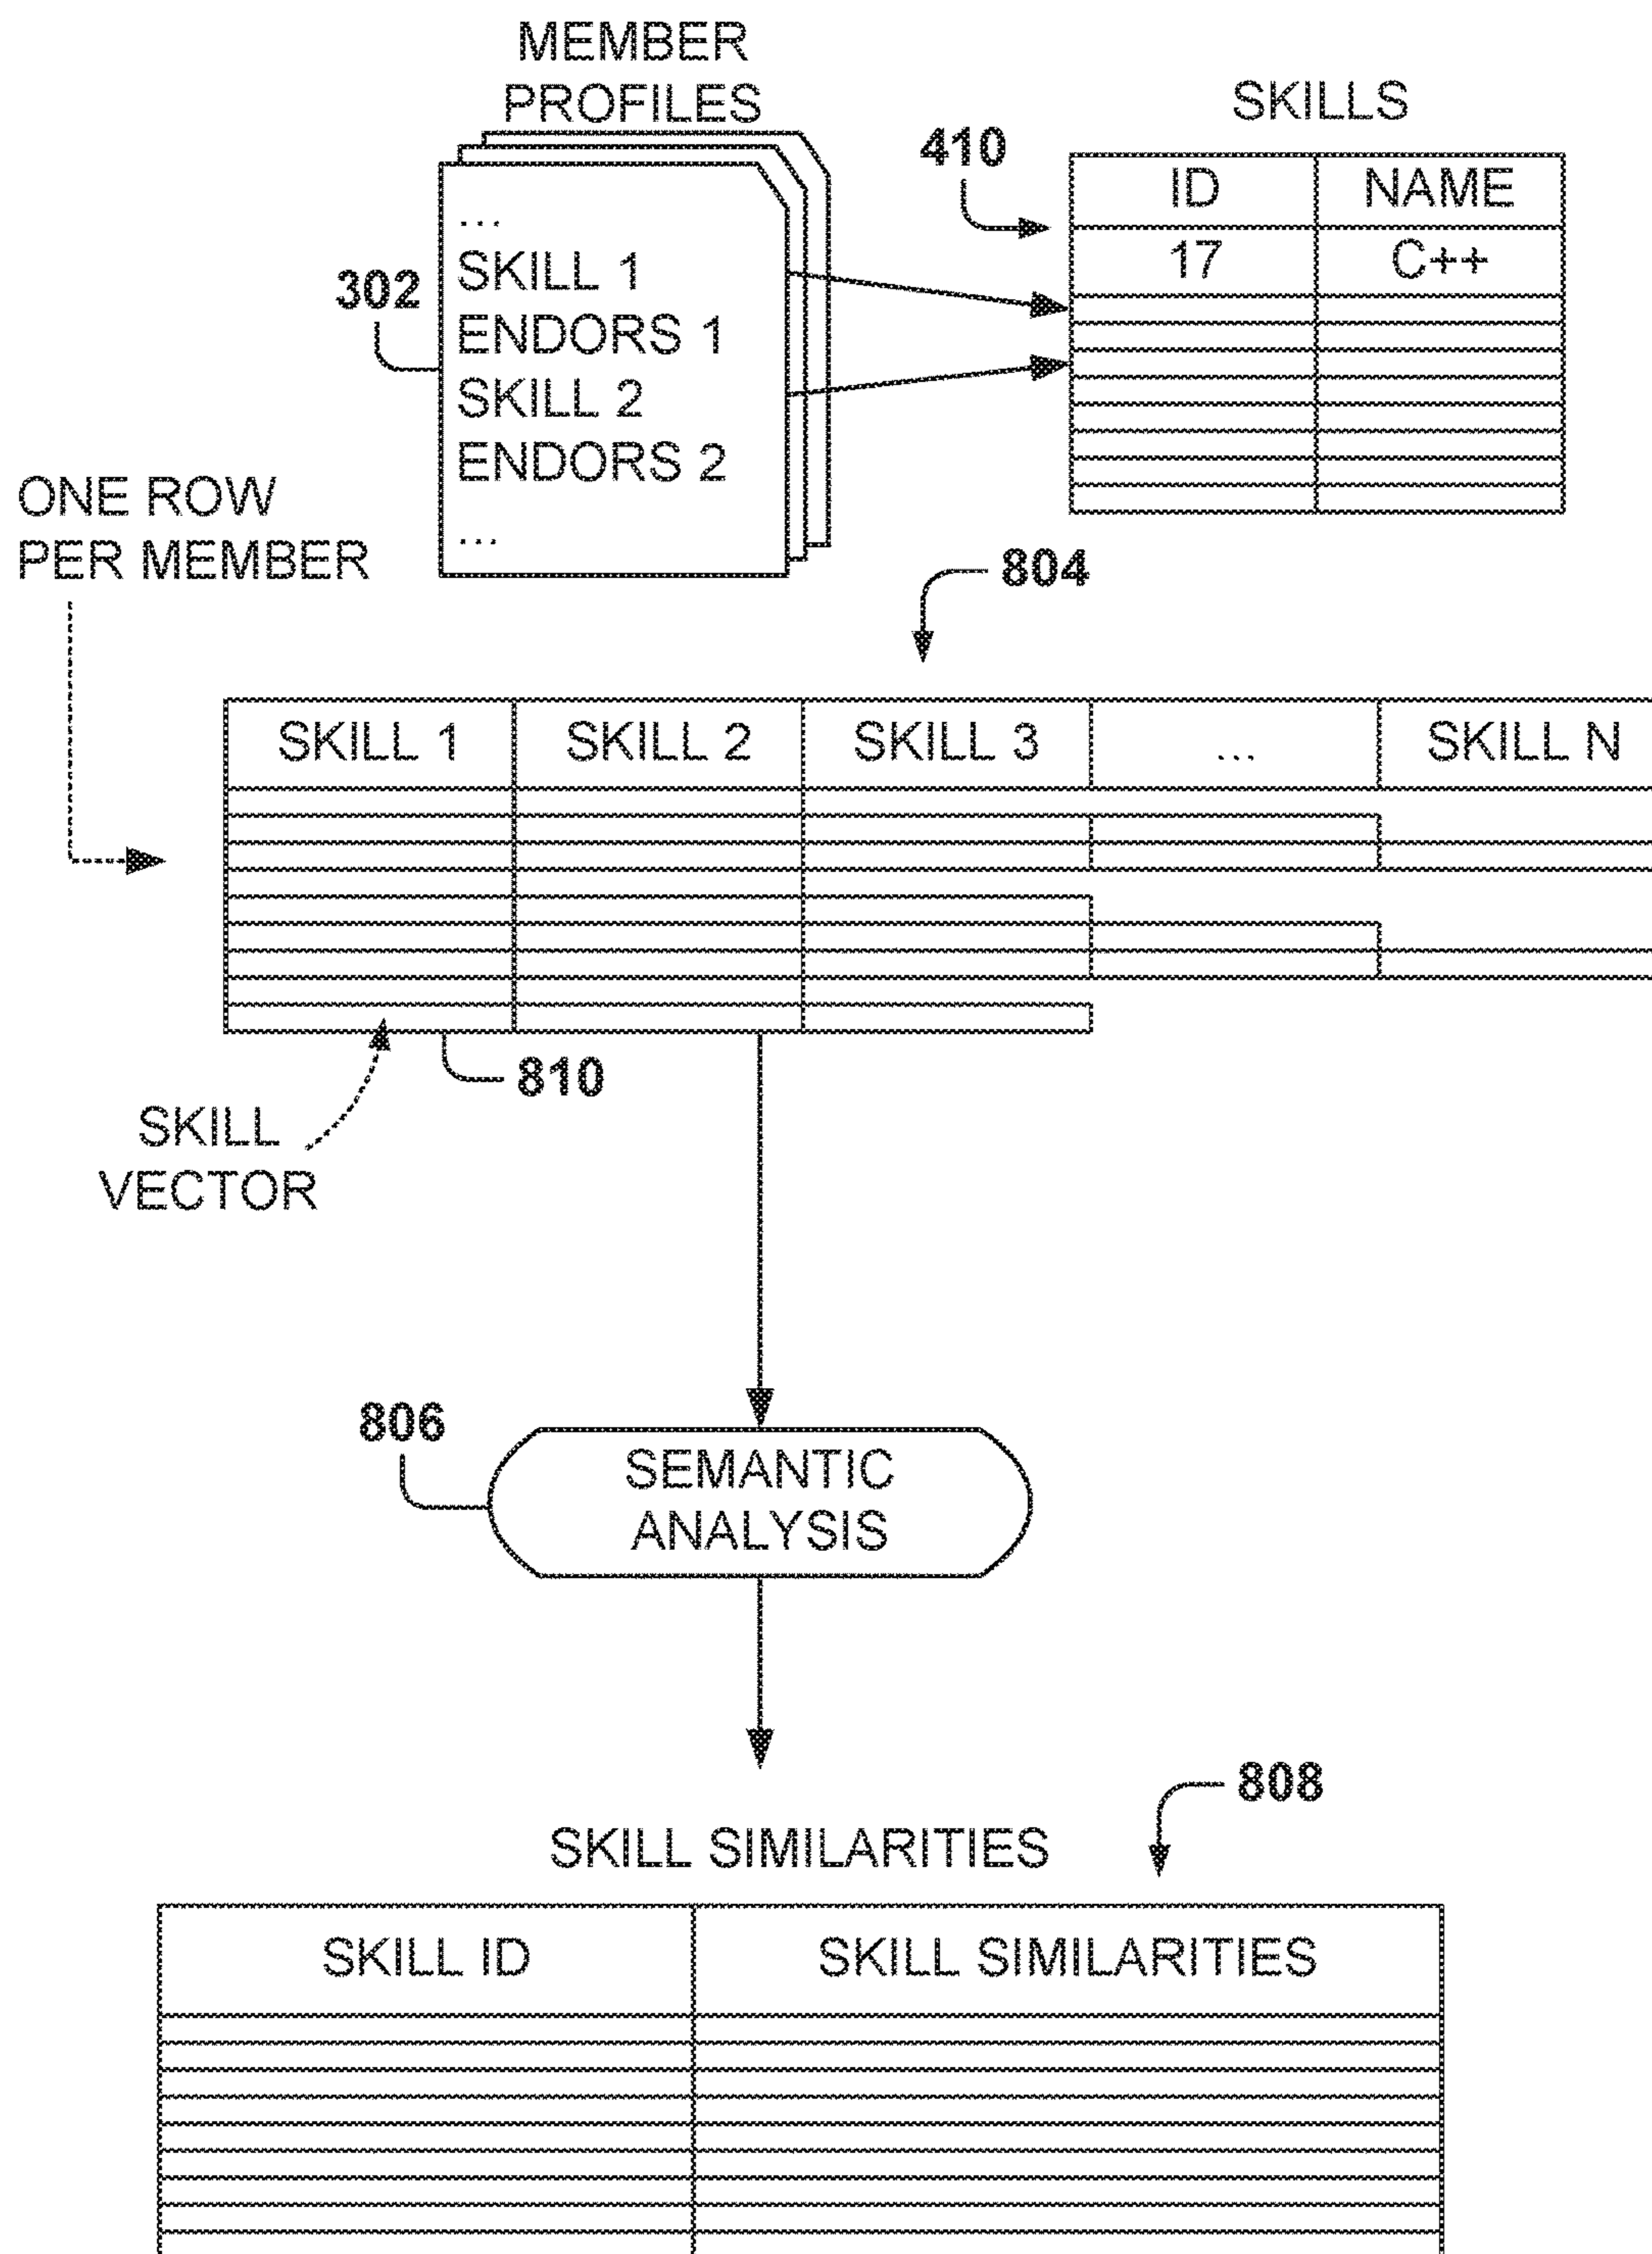 MEMBER
PROFILES
SKILLS
410
ID NAME
17 C++
...
SKILL 1
302
ENDORS 1
SKILL 2
ENDORS 2
...
ONE ROW
PER MEMBER
804
SKILL 1 SKILL 2 SKILL 3 ... SKILL N
810
SKILL
VECTOR
806
SEMANTIC
ANALYSIS
808
SKILL SIMILARITIES
SKILL ID SKILL SIMILARITIES